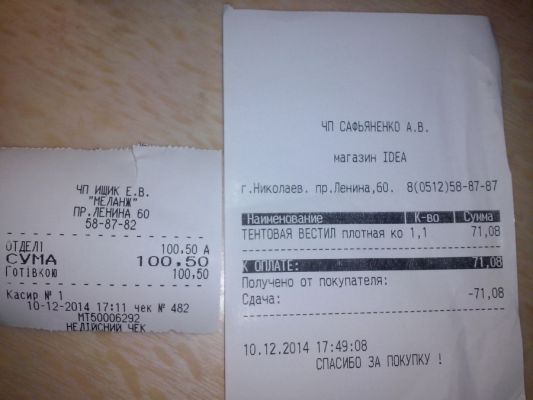 ЧП ИЩИК Е.В.
"МЕЛАНЖ"
ПР.ЛЕНИНА 60
58-87-82
ОТДЕЛ1 100,50 А
СУМА 100.50
ГОТІВКОЮ 100,50
Касир № 1
10-12-2014 17:11 чек № 482
МТ50006292
НЕДІЙСНИЙ ЧЕК
ЧП САФЬЯНЕНКО А.В.
магазин IDEA
г.Николаев. пр.Ленина,60. 8(0512)58-87-87
Наименование К-во Сумма
ТЕНТОВАЯ ВЕСТИЛ плотная ко 1,1 71,08
К ОПЛАТЕ: 71,08
Получено от покупателя:
Сдача: -71,08
10.12.2014 17:49:08
СПАСИБО ЗА ПОКУПКУ !